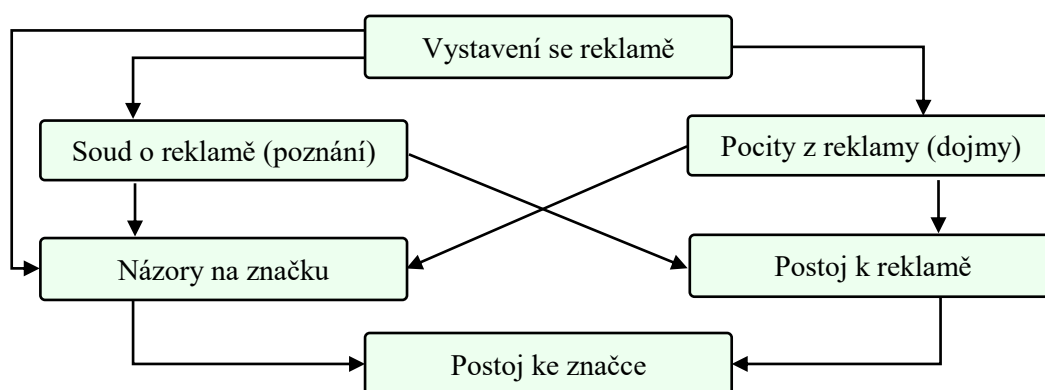 Vystavení se reklamě
Soud o reklamě (poznání)
Pocity z reklamy (dojmy)
Názory na značku
Postoj k reklamě
Postoj ke značce